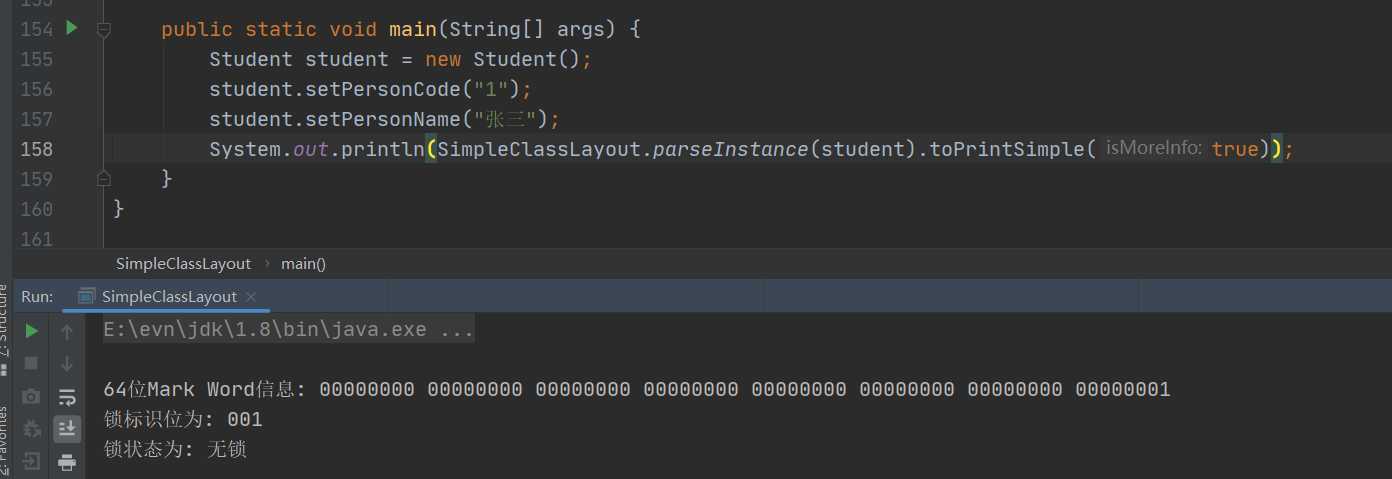 153
154 public static void main(String[] args) {
155 Student student = new Student();
156 student.setPersonCode("1");
157 student.setPersonName("张三");
158 System.out.println(SimpleClassLayout.parseInstance(student).toPrintSimple( isMoreInfo: true));
159 }
160 }
161
SimpleClassLayout › main()
Run: SimpleClassLayout ×
E:\evn\jdk\1.8\bin\java.exe ...
64位Mark Word信息: 00000000 00000000 00000000 00000000 00000000 00000000 00000000 00000001
锁标识位为: 001
锁状态为: 无锁
7: Structure
2: Favorites